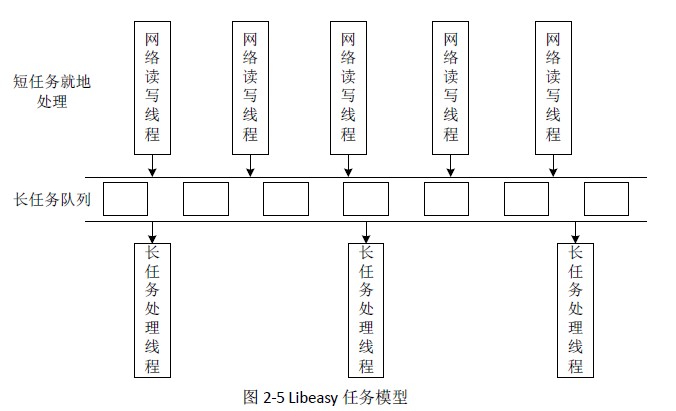 网络读写线程
网络读写线程
网络读写线程
网络读写线程
网络读写线程
短任务就地
处理
长任务队列
长任务处理线程
长任务处理线程
长任务处理线程
图 2-5 Libeasy 任务模型